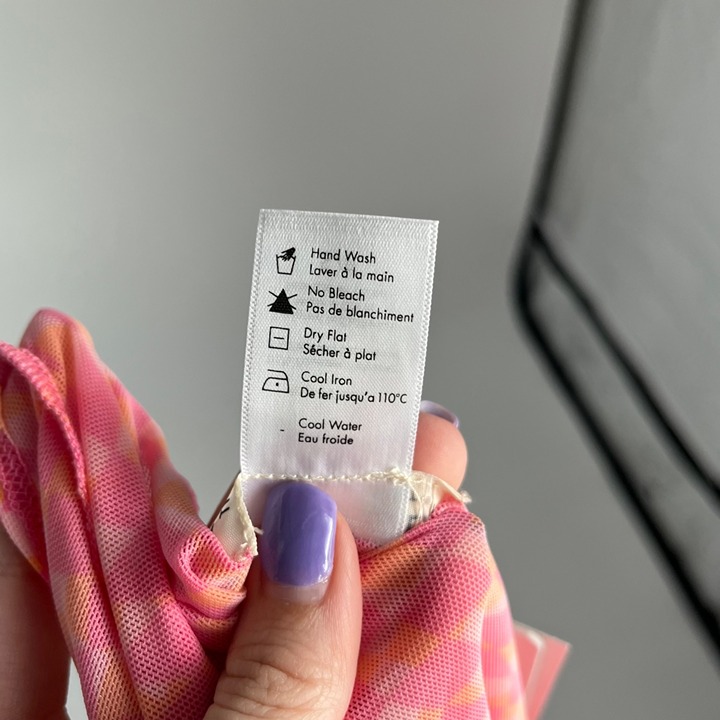 Hand Wash
Laver à la main
No Bleach
Pas de blanchiment
Dry Flat
Sécher à plat
Cool Iron
De fer jusqu'a 110°C
- Cool Water
Eau froide